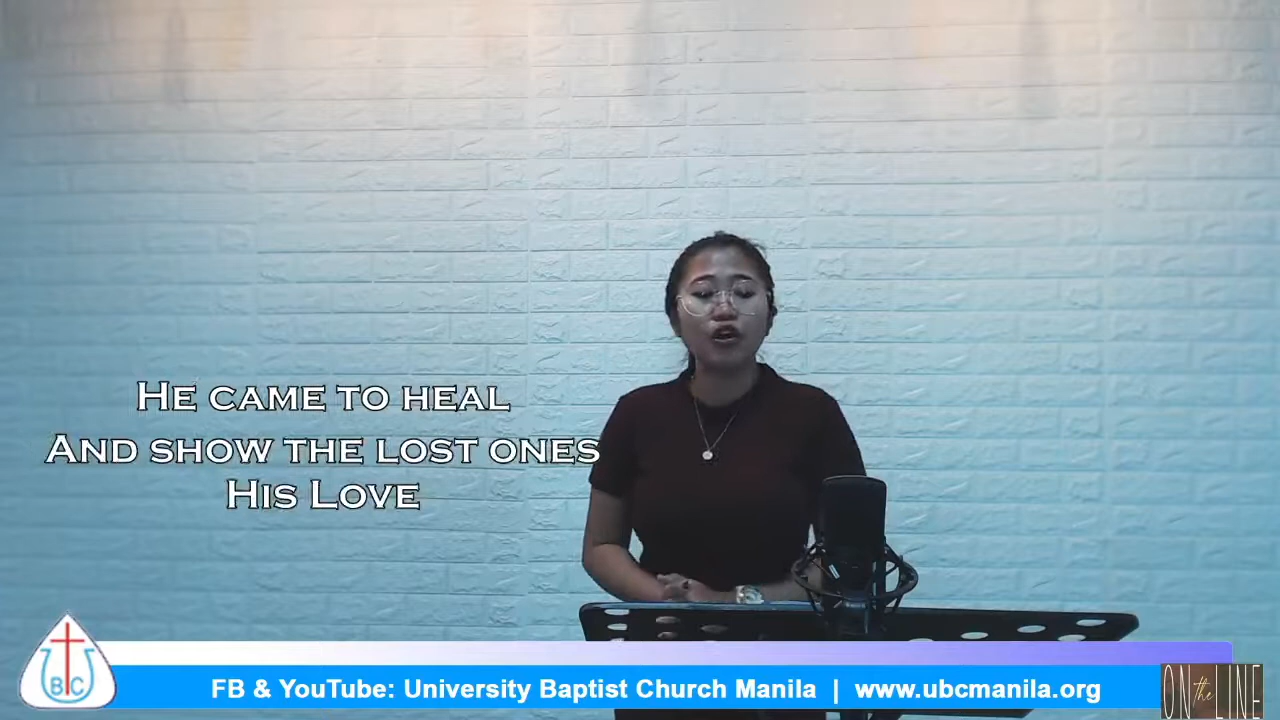 He came to heal
And show the lost ones
His Love
UBC
FB & YouTube: University Baptist Church Manila | www.ubcmanila.org
ON the LINE